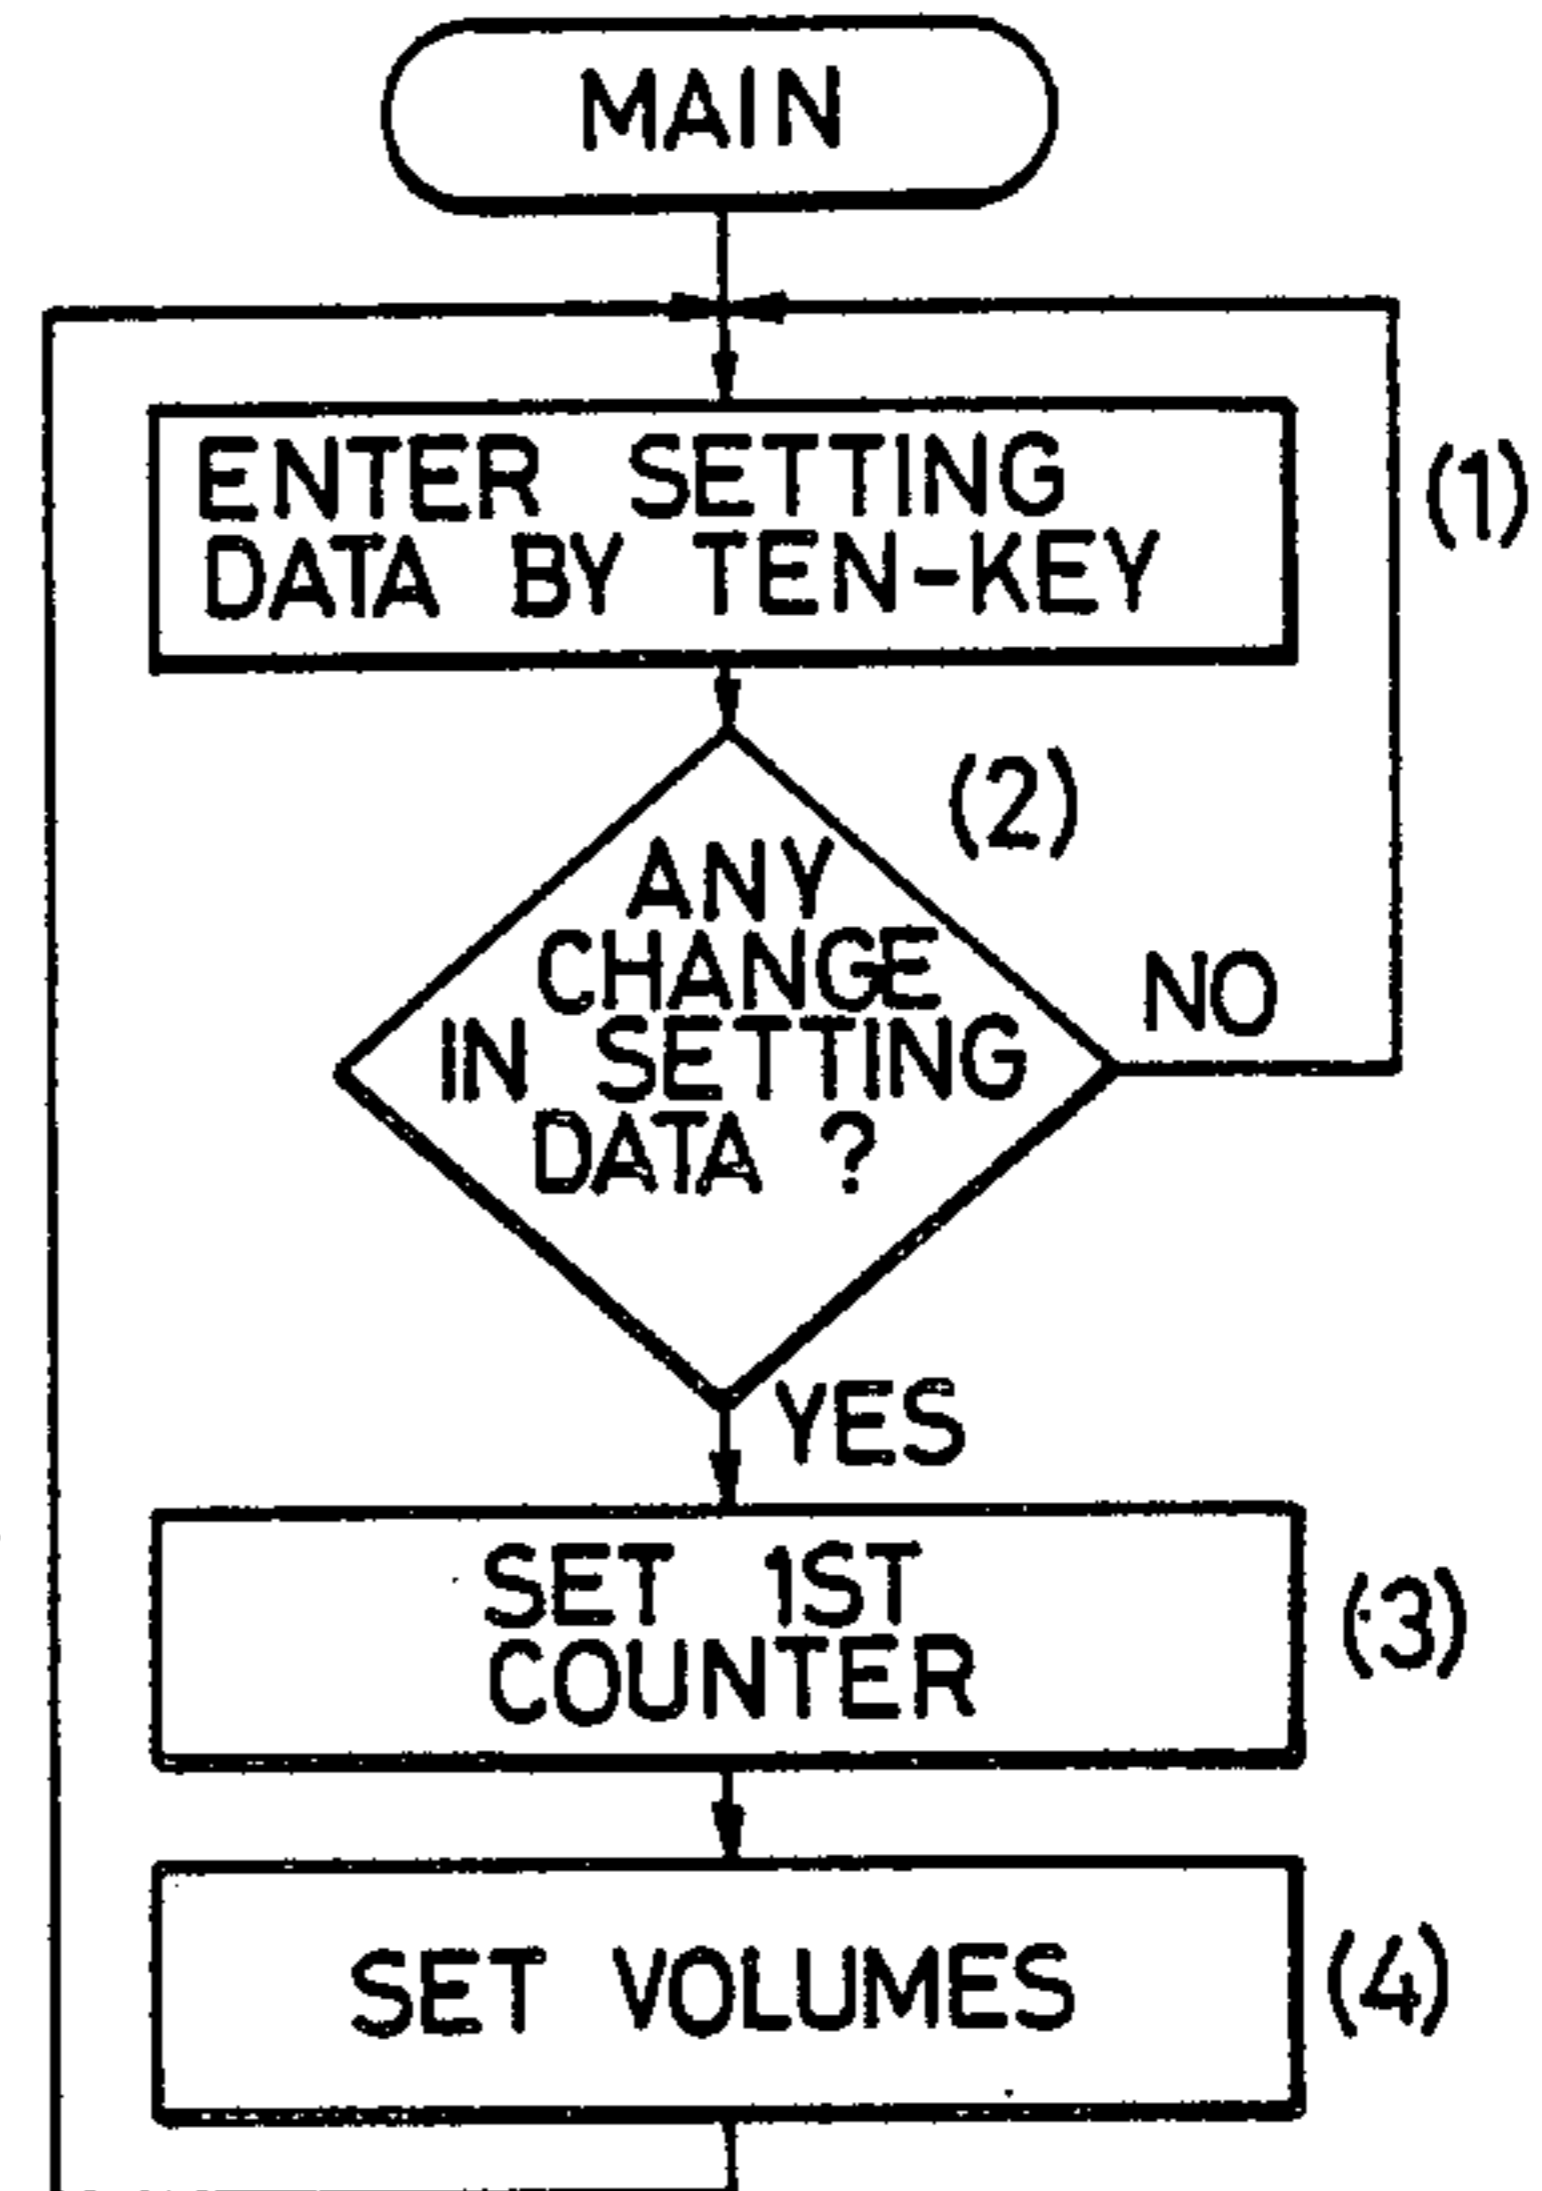 MAIN
ENTER SETTING
DATA BY TEN-KEY
(1)
(2)
ANY
CHANGE
IN SETTING
DATA ?
NO
YES
SET 1ST
COUNTER
(3)
SET VOLUMES
(4)